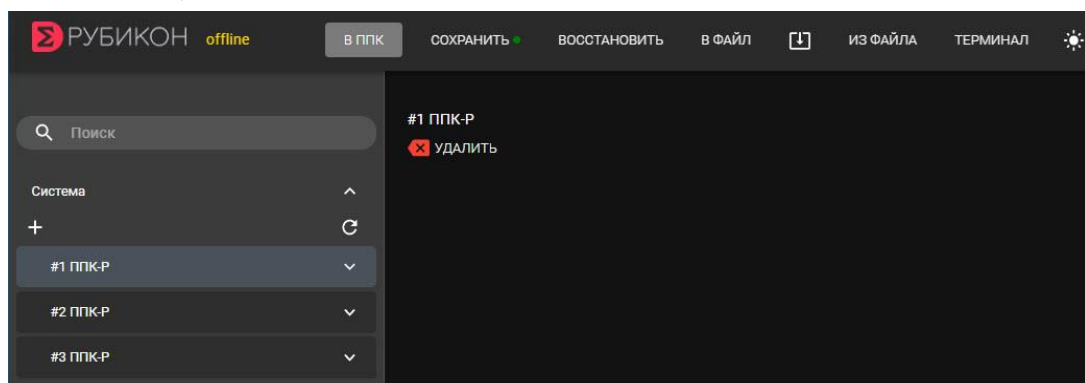 РУБИКОН offline В ППК СОХРАНИТЬ ВОССТАНОВИТЬ В ФАЙЛ ИЗ ФАЙЛА ТЕРМИНАЛ
Поиск
Система
#1 ППК-Р
#2 ППК-Р
#3 ППК-Р
#1 ППК-Р
УДАЛИТЬ